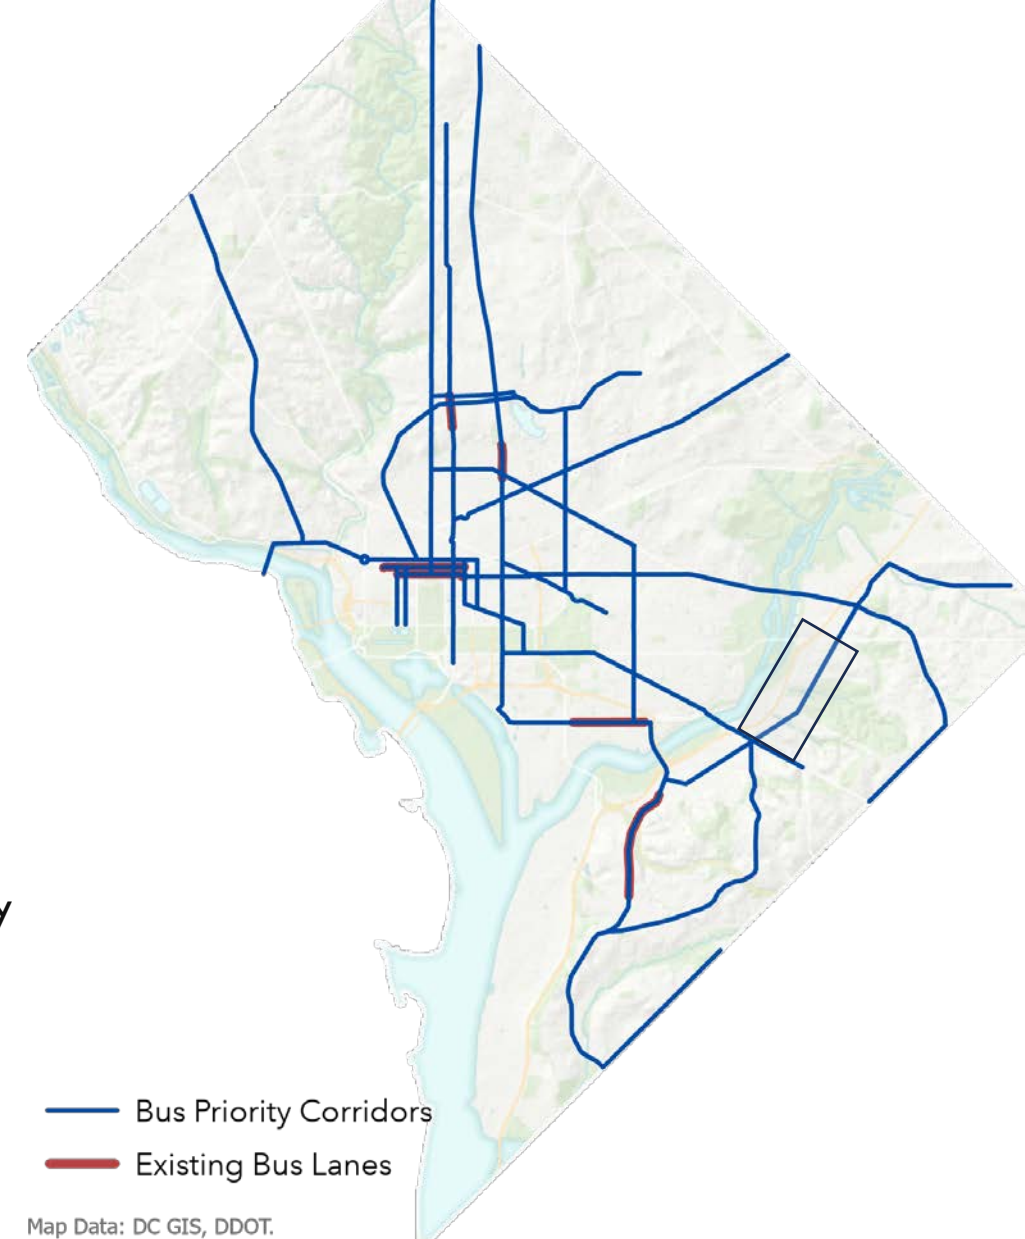 y
Bus Priority Corridors
Existing Bus Lanes
Map Data: DC GIS, DDOT.